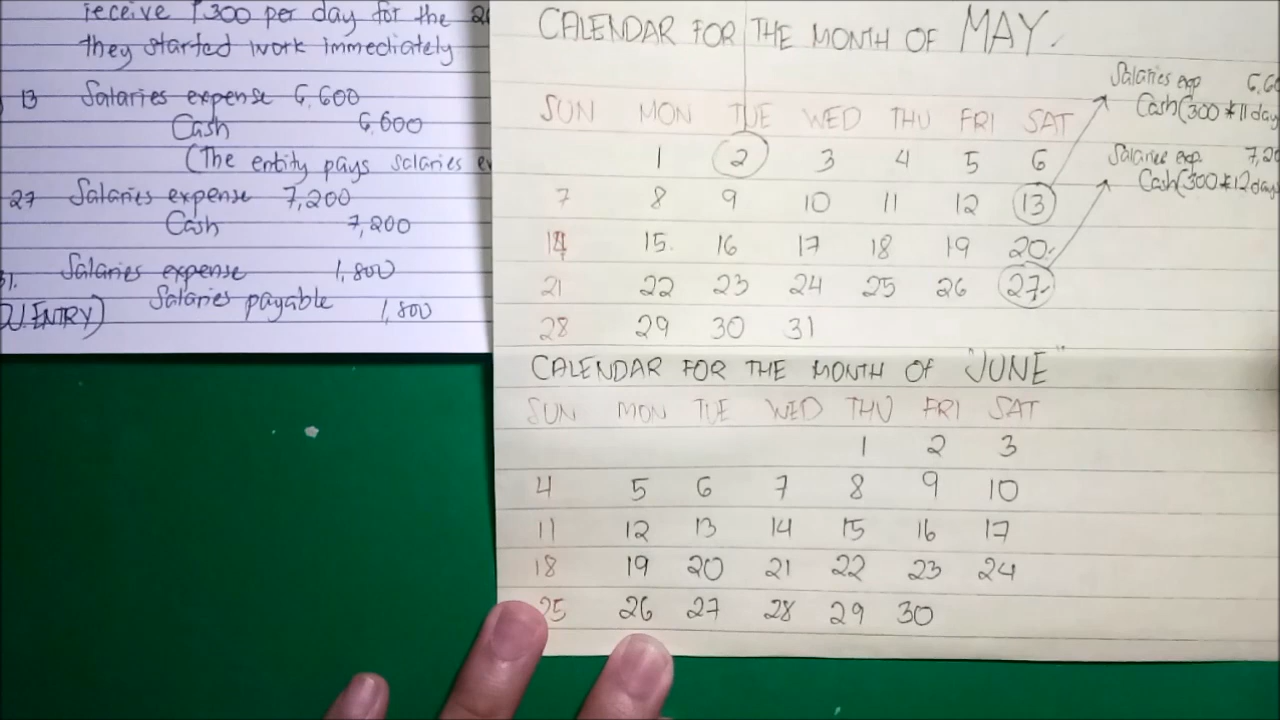 receive ₱300 per day for the
they started work immediately
13 Salaries expense 6,600
Cash 6,600
(The entity pays salaries
27 Salaries expense 7,200
Cash 7,200
31. Salaries expense 1,800
ENTRY) Salaries payable 1,800
CALENDAR FOR THE MONTH OF MAY.
SUN MON TUE WED THU FRI SAT
1 2 3 4 5 6
7 8 9 10 11 12 13
14 15. 16 17 18 19 20
21 22 23 24 25 26 27
28 29 30 31
Salaries exp
Cash (300 * 11 day
Salaries exp.
Cash (300 * 12 days
CALENDAR FOR THE MONTH OF "JUNE"
SUN MON TUE WED THU FRI SAT
1 2 3
4 5 6 7 8 9 10
11 12 13 14 15 16 17
18 19 20 21 22 23 24
25 26 27 28 29 30